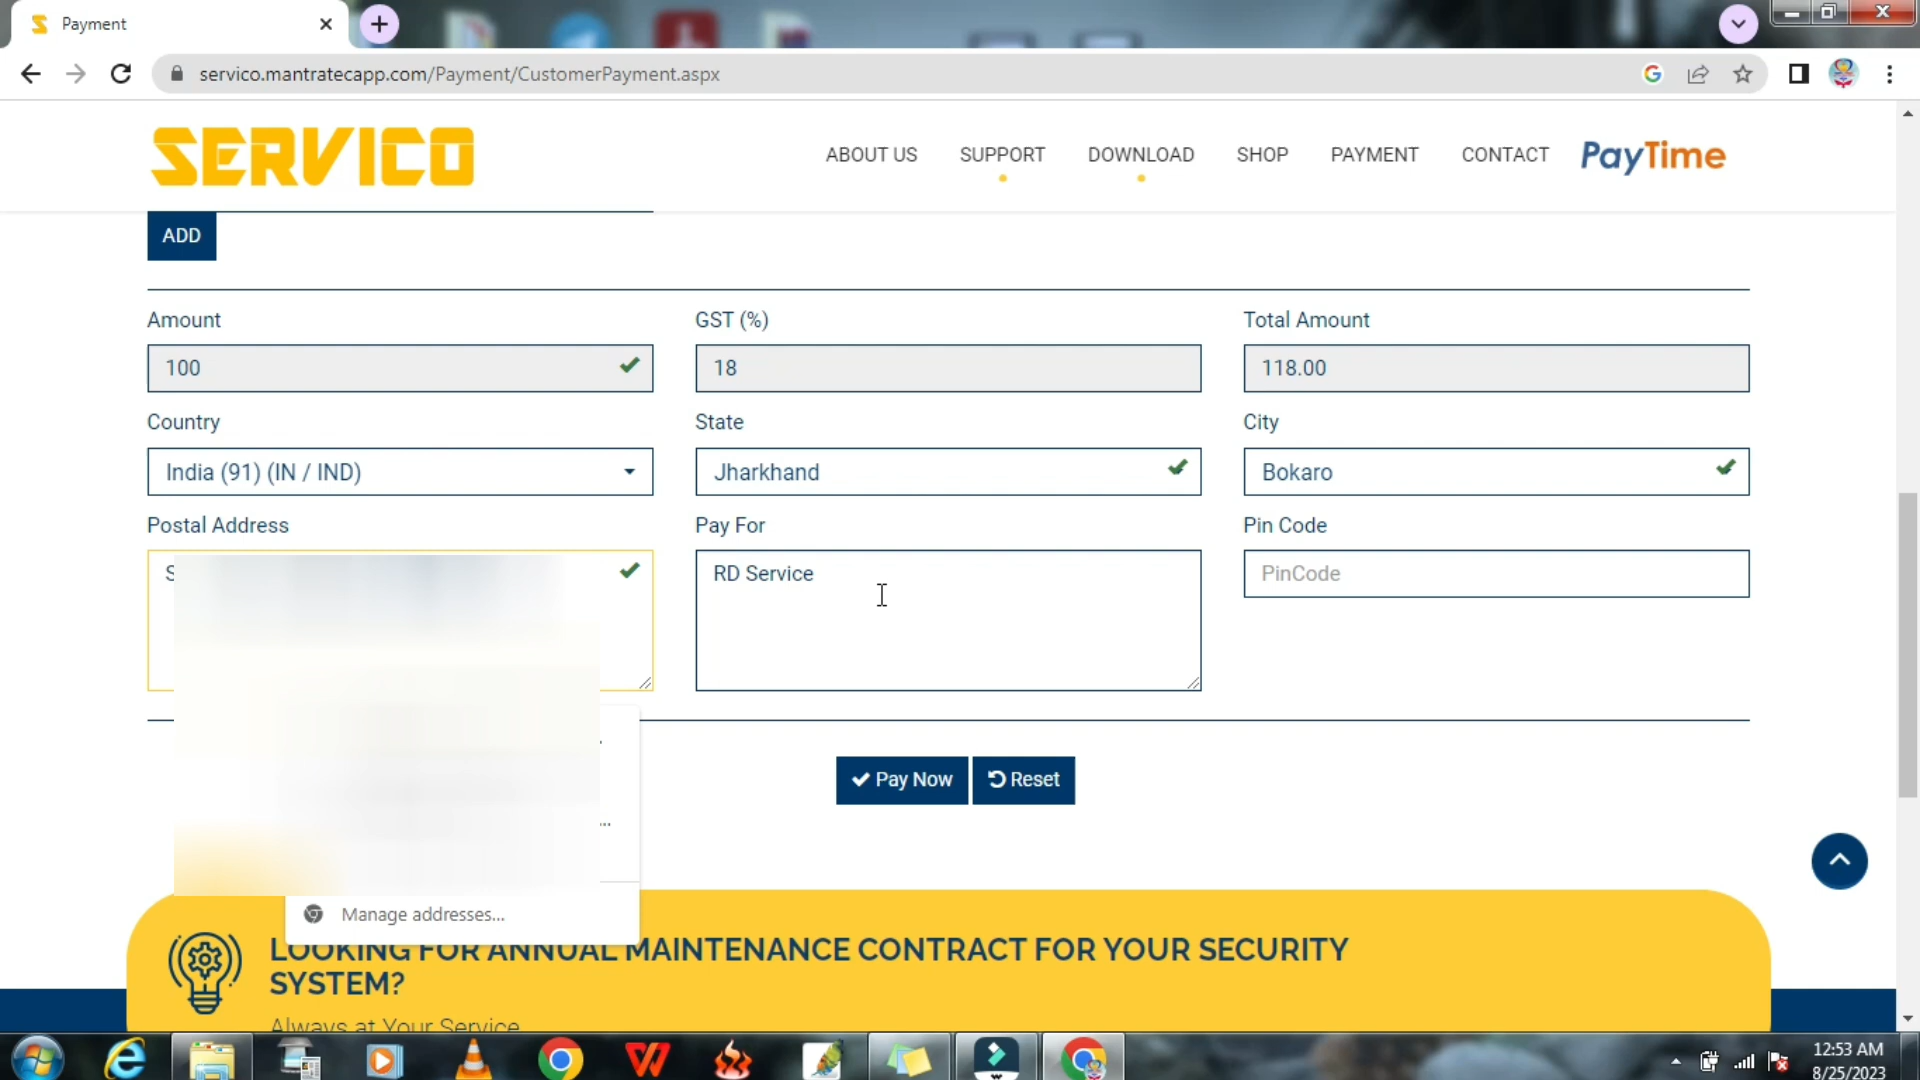 Payment
servico.mantratecapp.com/Payment/CustomerPayment.aspx
SERVICO
ABOUT US
SUPPORT
DOWNLOAD
SHOP
PAYMENT
CONTACT
PayTime
ADD
Amount
GST (%)
Total Amount
100
18
118.00
Country
State
City
India (91) (IN / IND)
Jharkhand
Bokaro
Postal Address
Pay For
Pin Code
S
RD Service
PinCode
Pay Now
Reset
...
Manage addresses...
LOOKING FOR ANNUAL MAINTENANCE CONTRACT FOR YOUR SECURITY
SYSTEM?
Always at Your Service
12:53 AM
8/25/2023